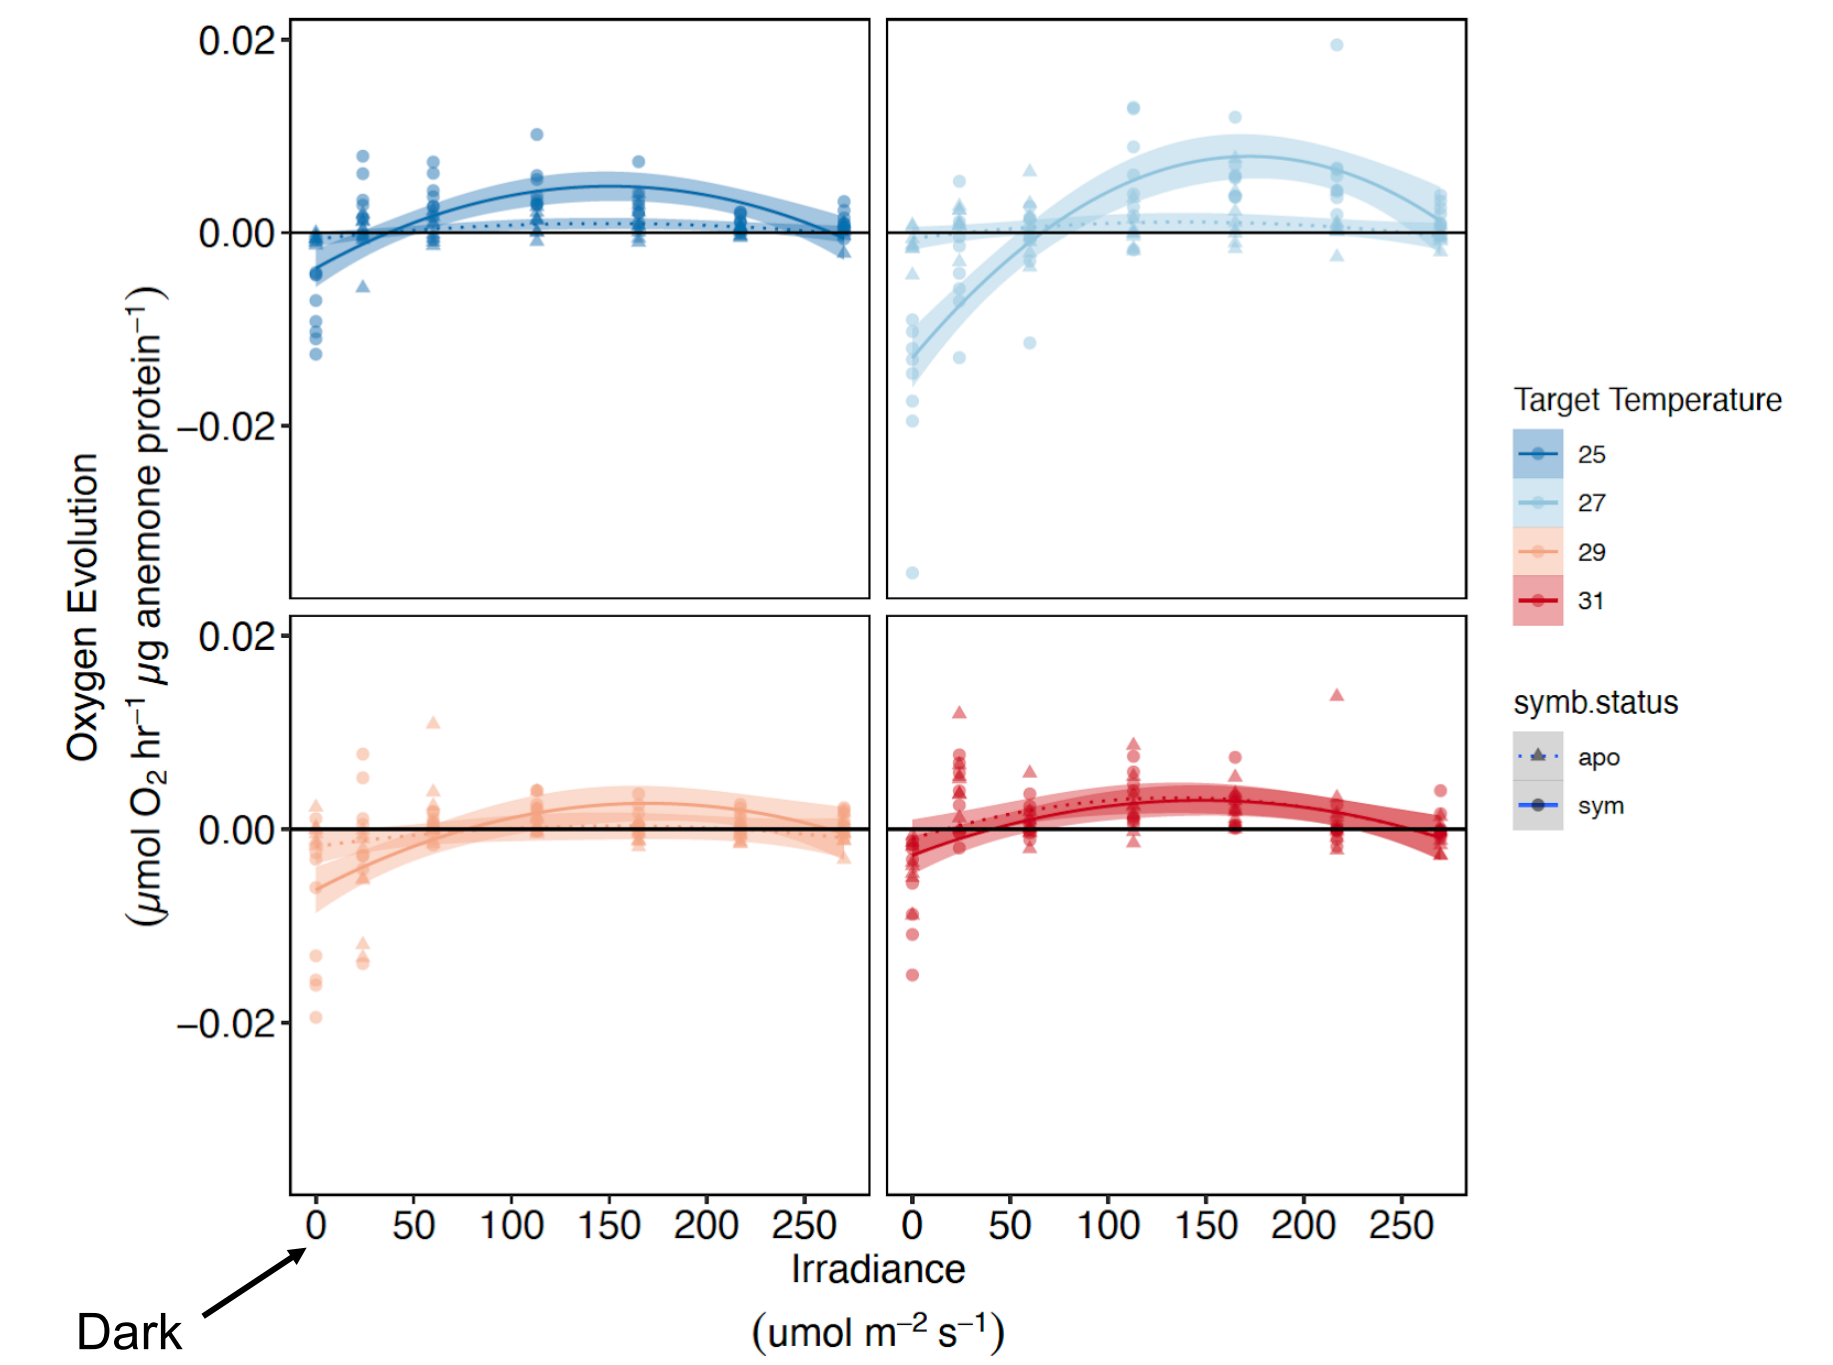 0.02
0.00
−0.02
0.02
0.00
−0.02
Oxygen Evolution
(µmol O₂ hr⁻¹ µg anemone protein⁻¹)
0 50 100 150 200 250
0 50 100 150 200 250
Irradiance
(umol m⁻² s⁻¹)
Dark
Target Temperature
25
27
29
31
symb.status
apo
sym